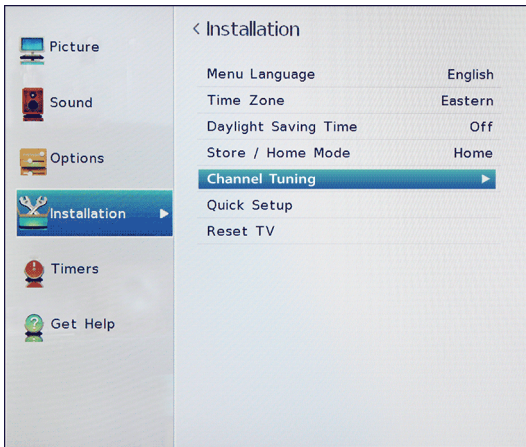 Picture
Sound
Options
Installation
Timers
Get Help
< Installation
Menu Language English
Time Zone Eastern
Daylight Saving Time Off
Store / Home Mode Home
Channel Tuning
Quick Setup
Reset TV